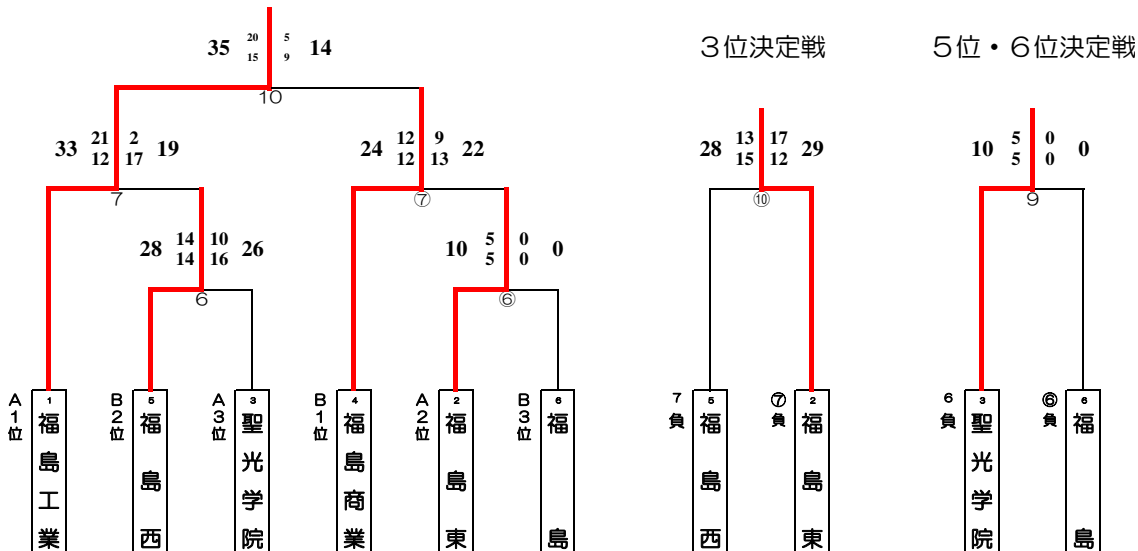 35 20 5 14
15 9
10
3位決定戦
5位・6位決定戦
33 21 2 19
12 17
7
24 12 9 22
12 13
⑦
28 13 17 29
15 12
⑩
10 5 0 0
5 0
9
28 14 10 26
14 16
6
10 5 0 0
5 0
⑥
A1位
1
福島工業
B2位
5
福島西
A3位
3
聖光学院
B1位
4
福島商業
A2位
2
福島東
B3位
6
福島
7負
5
福島西
⑦負
2
福島東
6負
3
聖光学院
⑥負
6
福島